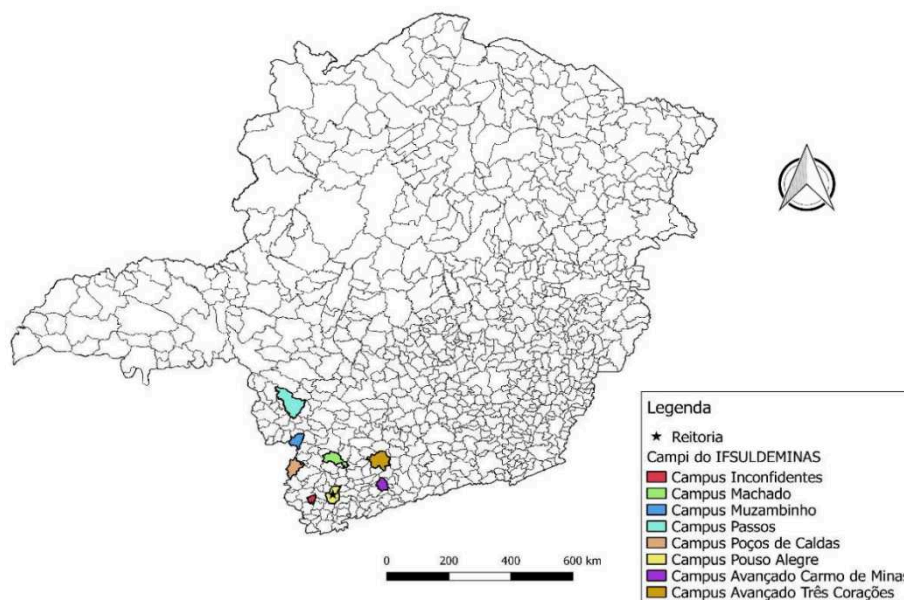 Legenda
★ Reitoria
Campi do IFSULDEMINAS
Campus Inconfidentes
Campus Machado
Campus Muzambinho
Campus Passos
Campus Poços de Caldas
Campus Pouso Alegre
Campus Avançado Carmo de Minas
Campus Avançado Três Corações
0 200 400 600 km